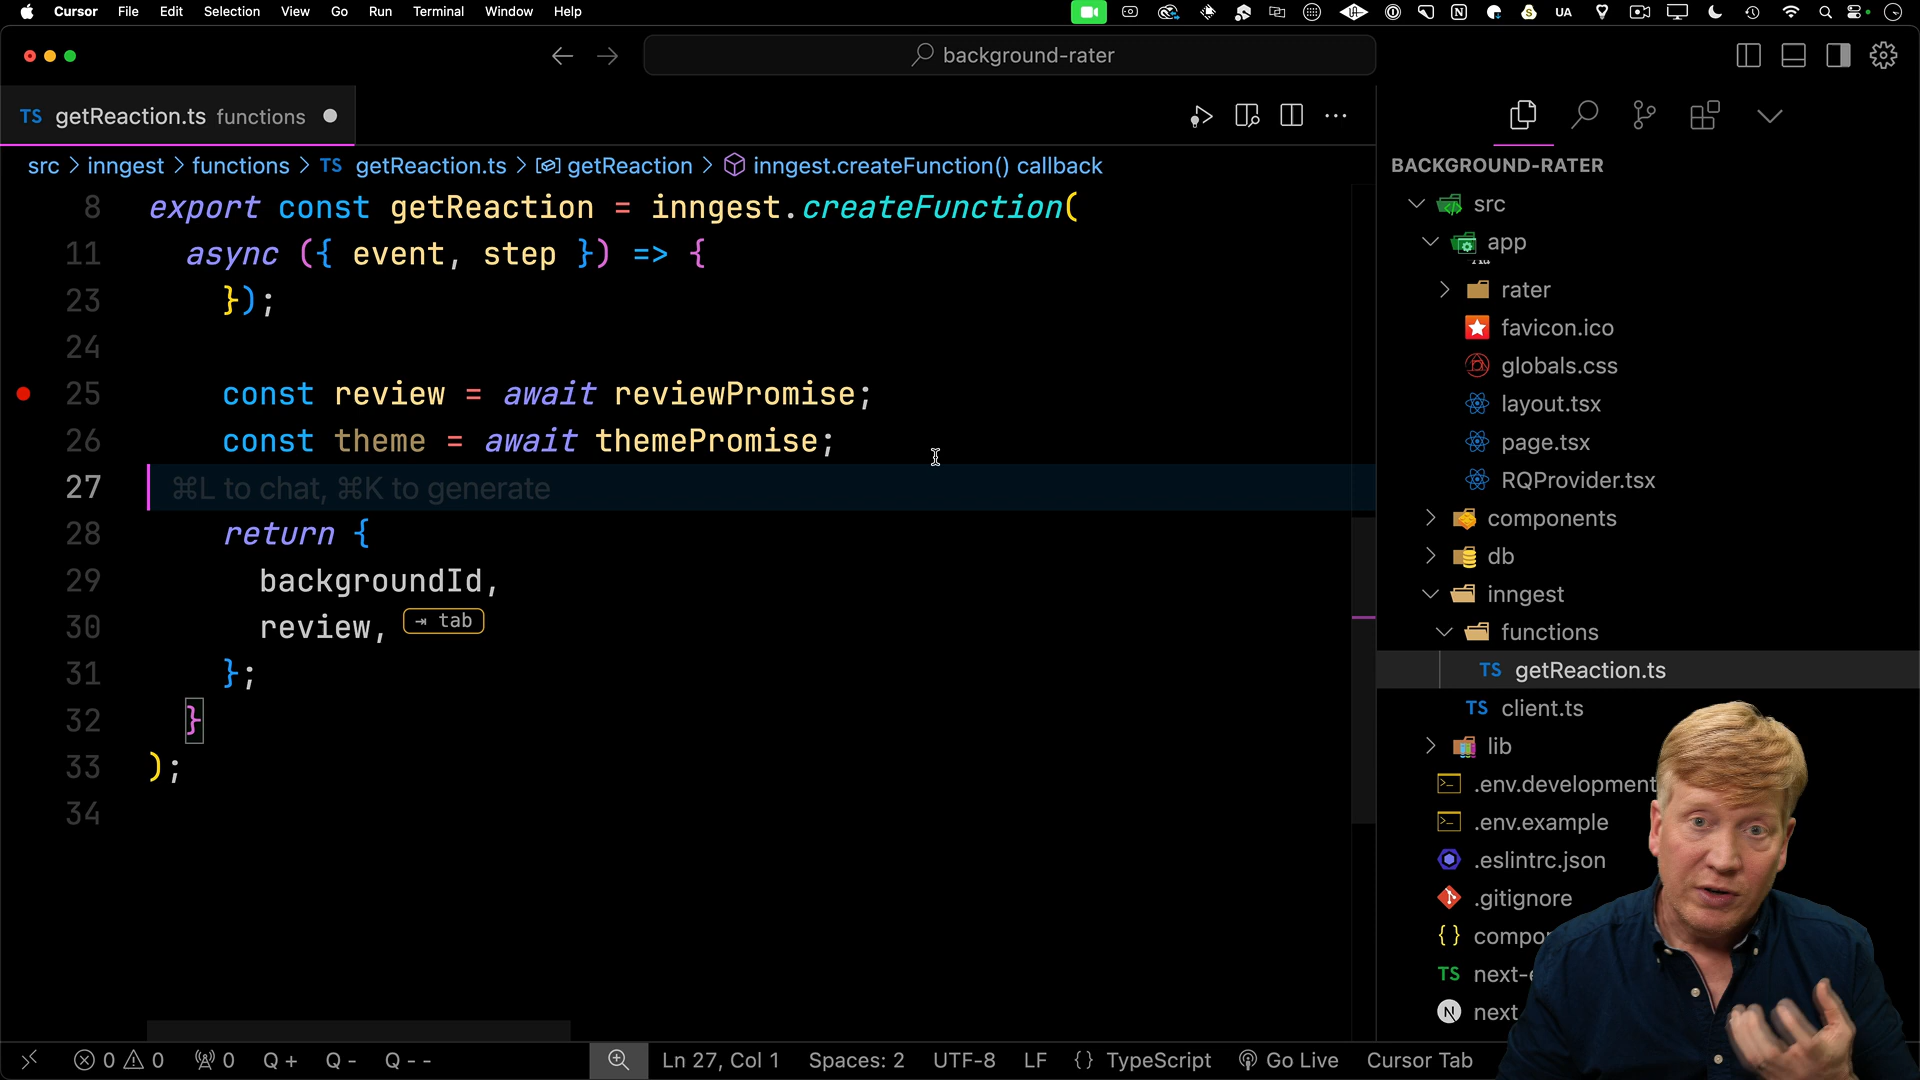 Cursor File Edit Selection View Go Run Terminal Window Help
UA
background-rater
TS getReaction.ts functions
src > inngest > functions > TS getReaction.ts > getReaction > inngest.createFunction() callback
8 export const getReaction = inngest.createFunction(
11 async ({ event, step }) => {
23 });
24
25 const review = await reviewPromise;
26 const theme = await themePromise;
27 ⌘L to chat, ⌘K to generate
28 return {
29 backgroundId,
30 review, ⇥ tab
31 };
32 }
33 );
34
BACKGROUND-RATER
src
app
rater
favicon.ico
globals.css
layout.tsx
page.tsx
RQProvider.tsx
components
db
inngest
functions
TS getReaction.ts
TS client.ts
lib
.env.development
.env.example
.eslintrc.json
.gitignore
{} compo
TS next-e
N next
0 0 0 Q + Q - Q -- Ln 27, Col 1 Spaces: 2 UTF-8 LF {} TypeScript Go Live Cursor Tab